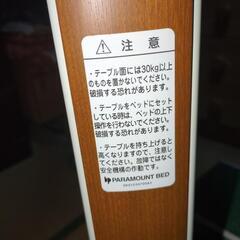 ⚠ 注意
・テーブル面には30kg以上
のものを置かないでください。
破損する恐れがあります。
・テーブルをベッドにセット
している時は、ベッドの上下
操作を行わないでください。
破損する恐れがあります。
・テーブルを持ち上げると
高くなりますので、注意し
てください。故障ではなく
安全機構の作動です。
PARAMOUNT BED